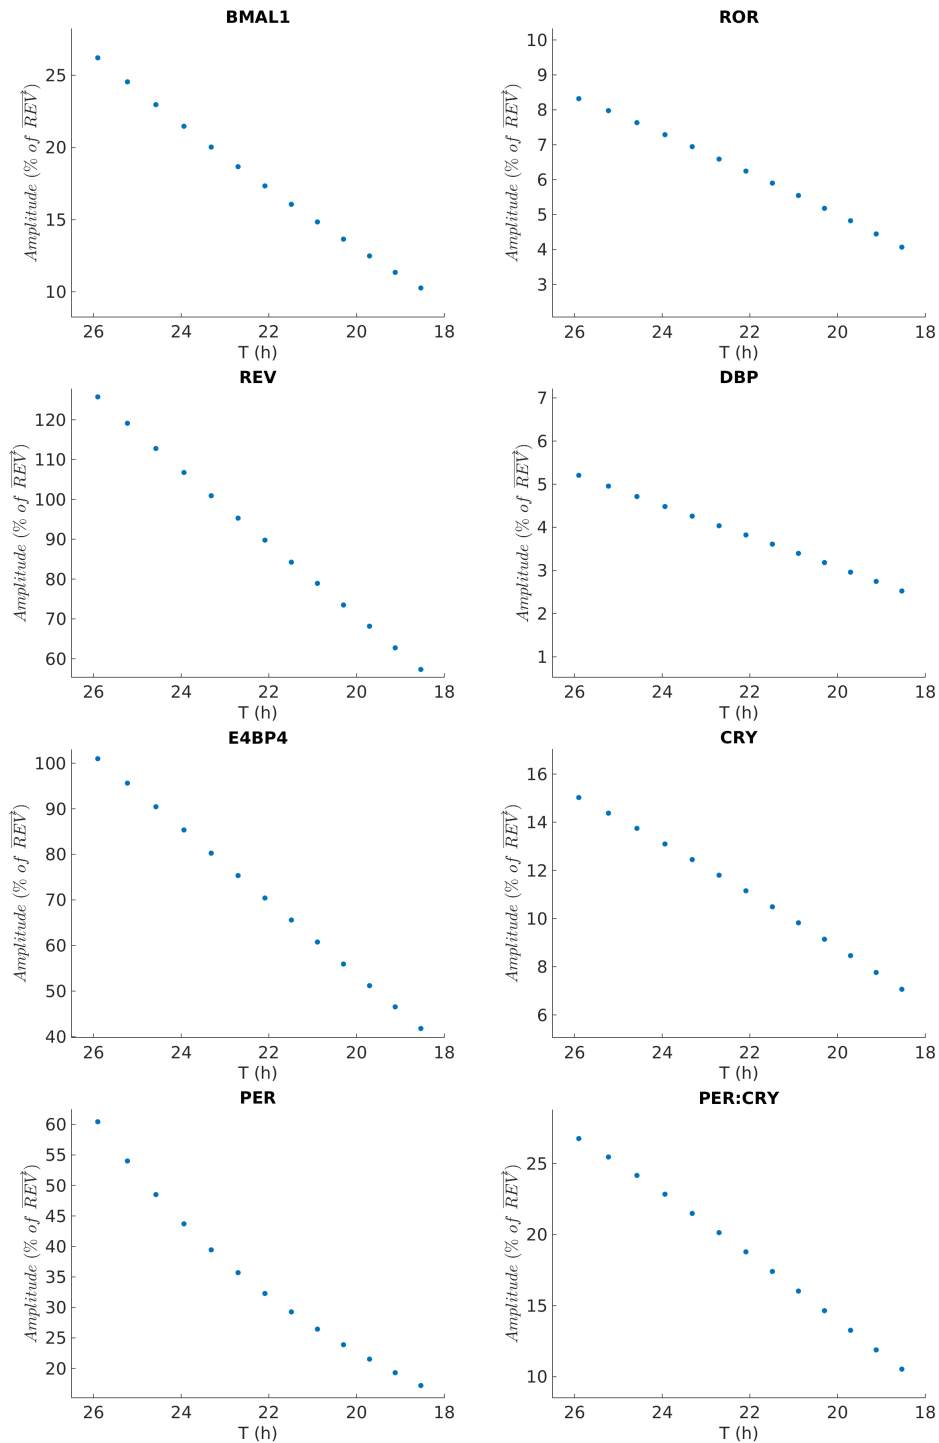 BMAL1
Amplitude (% of REV)
25
20
15
10
26 24 22 20 18
T (h)
ROR
Amplitude (% of REV)
10
9
8
7
6
5
4
3
26 24 22 20 18
T (h)
REV
Amplitude (% of REV)
120
110
100
90
80
70
60
26 24 22 20 18
T (h)
DBP
Amplitude (% of REV)
7
6
5
4
3
2
1
26 24 22 20 18
T (h)
E4BP4
Amplitude (% of REV)
100
90
80
70
60
50
40
26 24 22 20 18
T (h)
CRY
Amplitude (% of REV)
16
14
12
10
8
6
26 24 22 20 18
T (h)
PER
Amplitude (% of REV)
60
55
50
45
40
35
30
25
20
26 24 22 20 18
T (h)
PER:CRY
Amplitude (% of REV)
25
20
15
10
26 24 22 20 18
T (h)